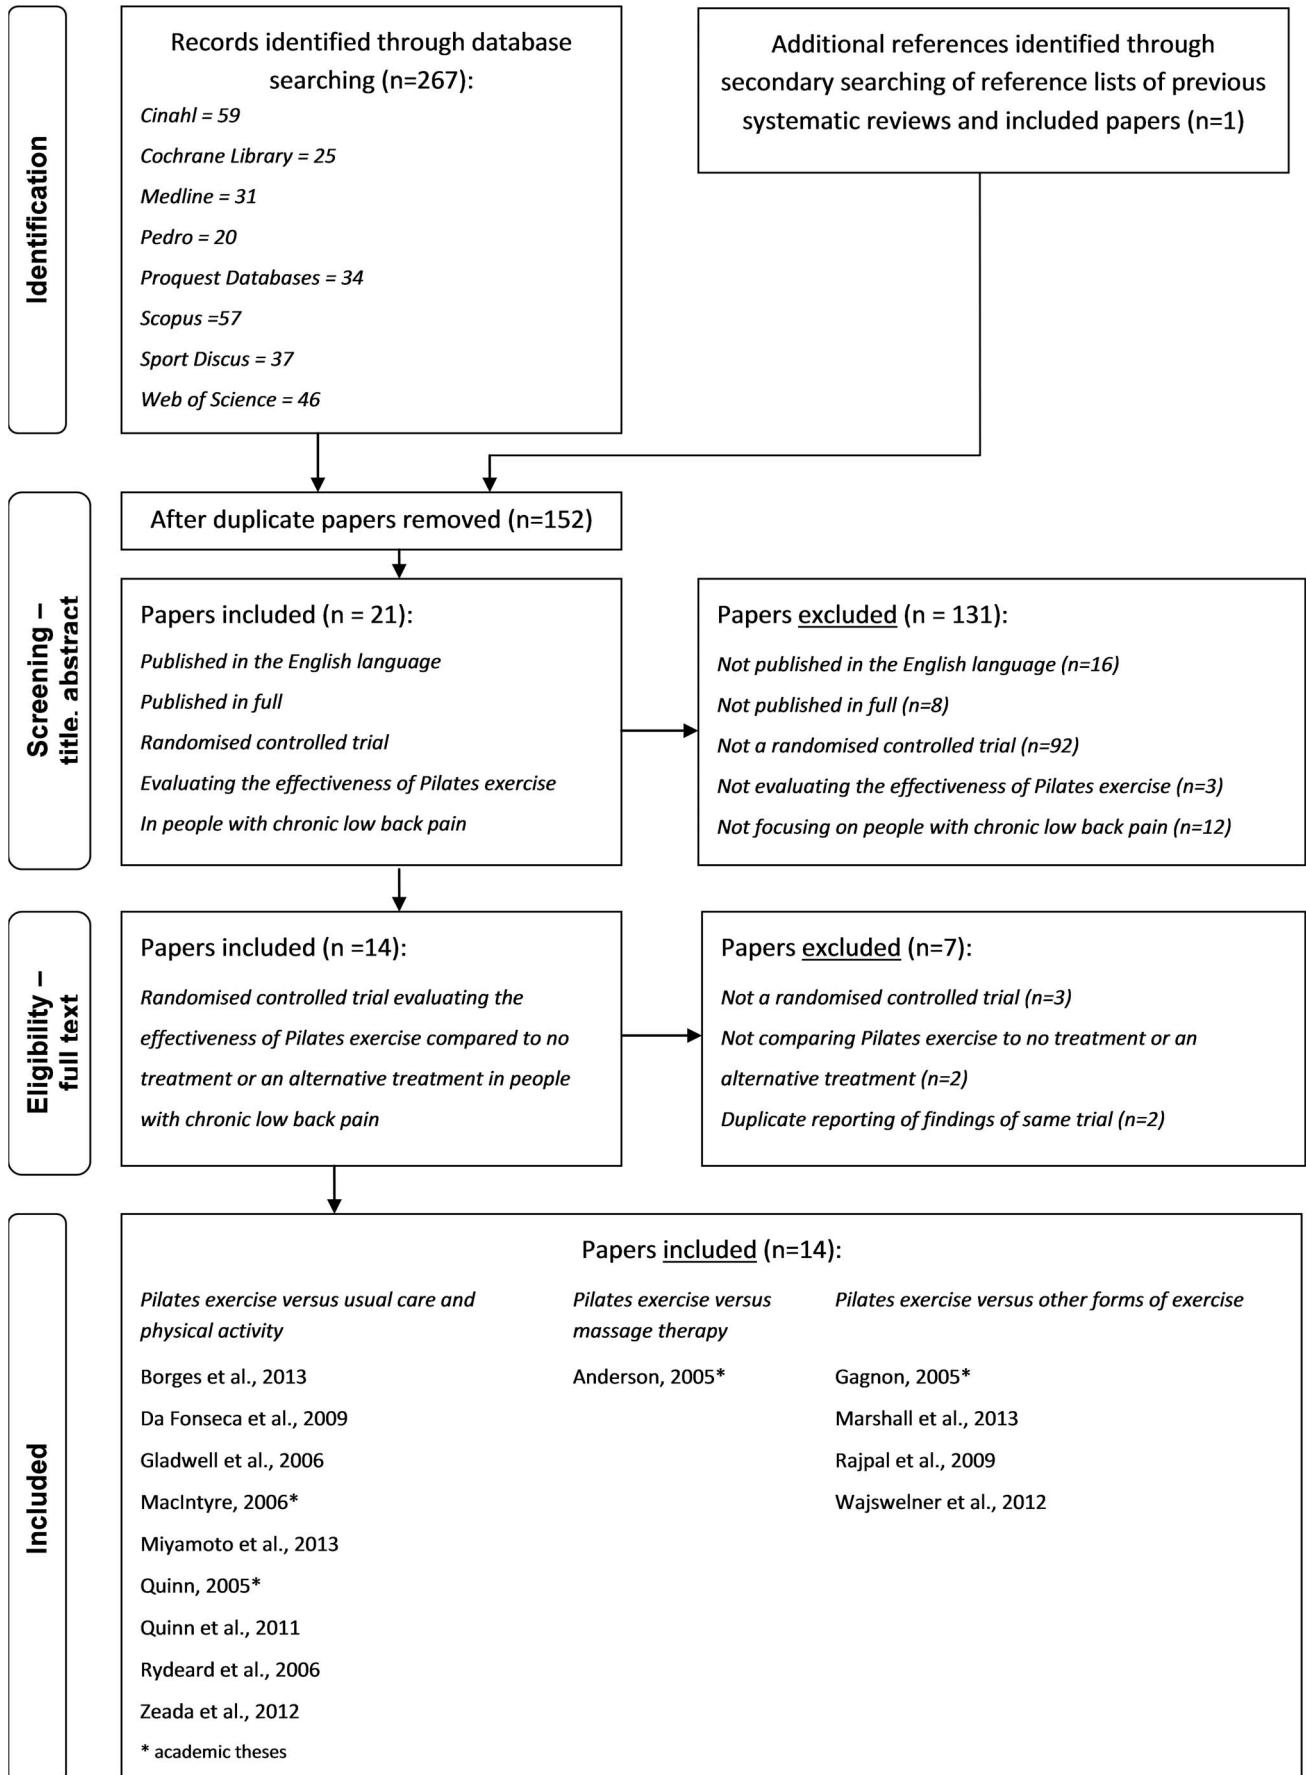 Identification
Records identified through database
searching (n=267):
Cinahl = 59
Cochrane Library = 25
Medline = 31
Pedro = 20
Proquest Databases = 34
Scopus =57
Sport Discus = 37
Web of Science = 46
Additional references identified through
secondary searching of reference lists of previous
systematic reviews and included papers (n=1)
Screening –
title. abstract
After duplicate papers removed (n=152)
Papers included (n = 21):
Published in the English language
Published in full
Randomised controlled trial
Evaluating the effectiveness of Pilates exercise
In people with chronic low back pain
Papers excluded (n = 131):
Not published in the English language (n=16)
Not published in full (n=8)
Not a randomised controlled trial (n=92)
Not evaluating the effectiveness of Pilates exercise (n=3)
Not focusing on people with chronic low back pain (n=12)
Eligibility –
full text
Papers included (n =14):
Randomised controlled trial evaluating the
effectiveness of Pilates exercise compared to no
treatment or an alternative treatment in people
with chronic low back pain
Papers excluded (n=7):
Not a randomised controlled trial (n=3)
Not comparing Pilates exercise to no treatment or an
alternative treatment (n=2)
Duplicate reporting of findings of same trial (n=2)
Included
Papers included (n=14):
Pilates exercise versus usual care and
physical activity
Borges et al., 2013
Da Fonseca et al., 2009
Gladwell et al., 2006
MacIntyre, 2006*
Miyamoto et al., 2013
Quinn, 2005*
Quinn et al., 2011
Rydeard et al., 2006
Zeada et al., 2012
* academic theses
Pilates exercise versus
massage therapy
Anderson, 2005*
Pilates exercise versus other forms of exercise
Gagnon, 2005*
Marshall et al., 2013
Rajpal et al., 2009
Wajswelner et al., 2012